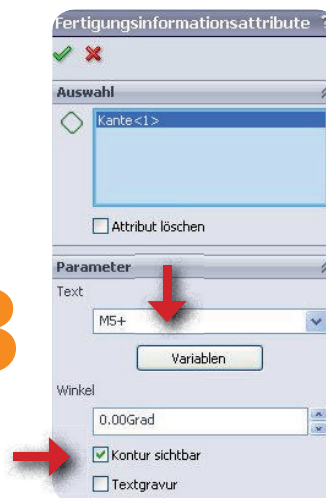 Fertigungsinformationsattribute ?
Auswahl
Kante<1>
Attribut löschen
Parameter
Text
M5+
Variablen
Winkel
0.00Grad
Kontur sichtbar
Textgravur